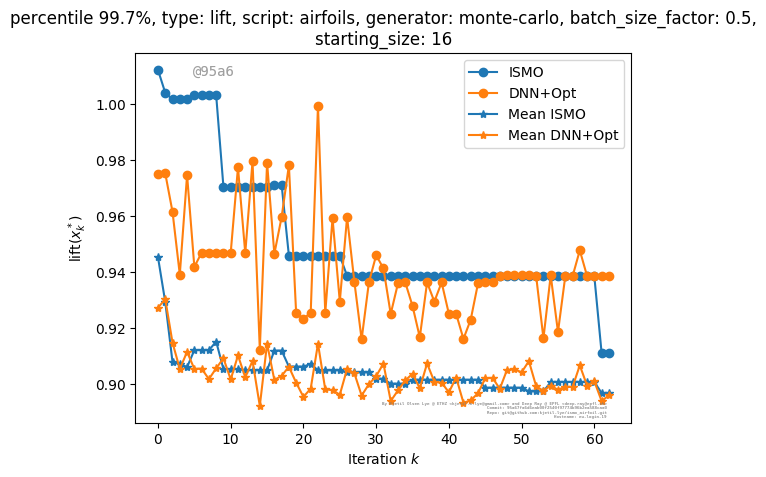 percentile 99.7%, type: lift, script: airfoils, generator: monte-carlo, batch_size_factor: 0.5,
starting_size: 16
@95a6
ISMO
DNN+Opt
Mean ISMO
Mean DNN+Opt
1.00
0.98
0.96
0.94
0.92
0.90
lift(x_k^*)
0
10
20
30
40
50
60
Iteration k